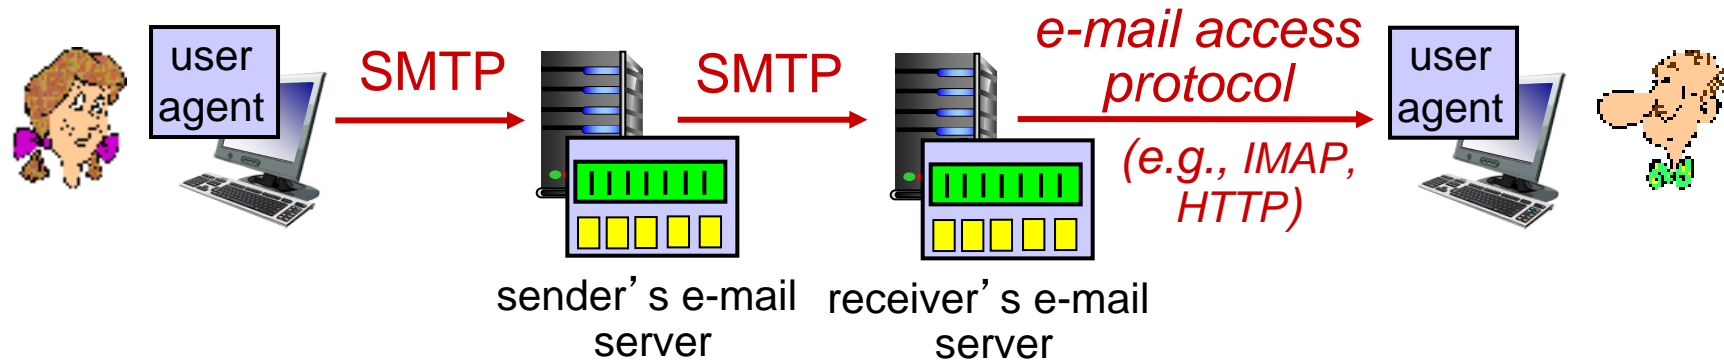 user
agent
SMTP
SMTP
e-mail access
protocol
(e.g., IMAP,
HTTP)
user
agent
sender’s e-mail
server
receiver’s e-mail
server